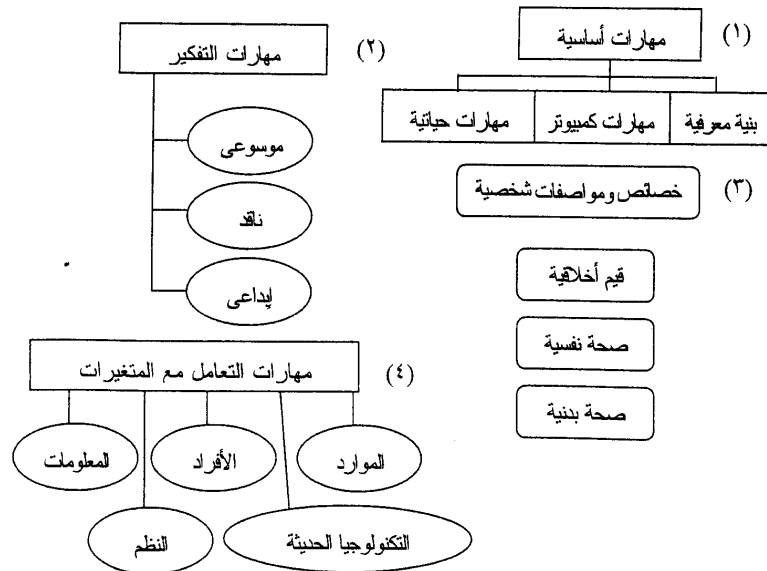 (١) مهارات أساسية
بنية معرفية
مهارات كمبيوتر
مهارات حياتية
(٢) مهارات التفكير
موسوعى
ناقد
إبداعى
(٣) خصائص ومواصفات شخصية
قيم أخلاقية
صحة نفسية
صحة بدنية
(٤) مهارات التعامل مع المتغيرات
الموارد
الأفراد
المعلومات
التكنولوجيا الحديثة
النظم